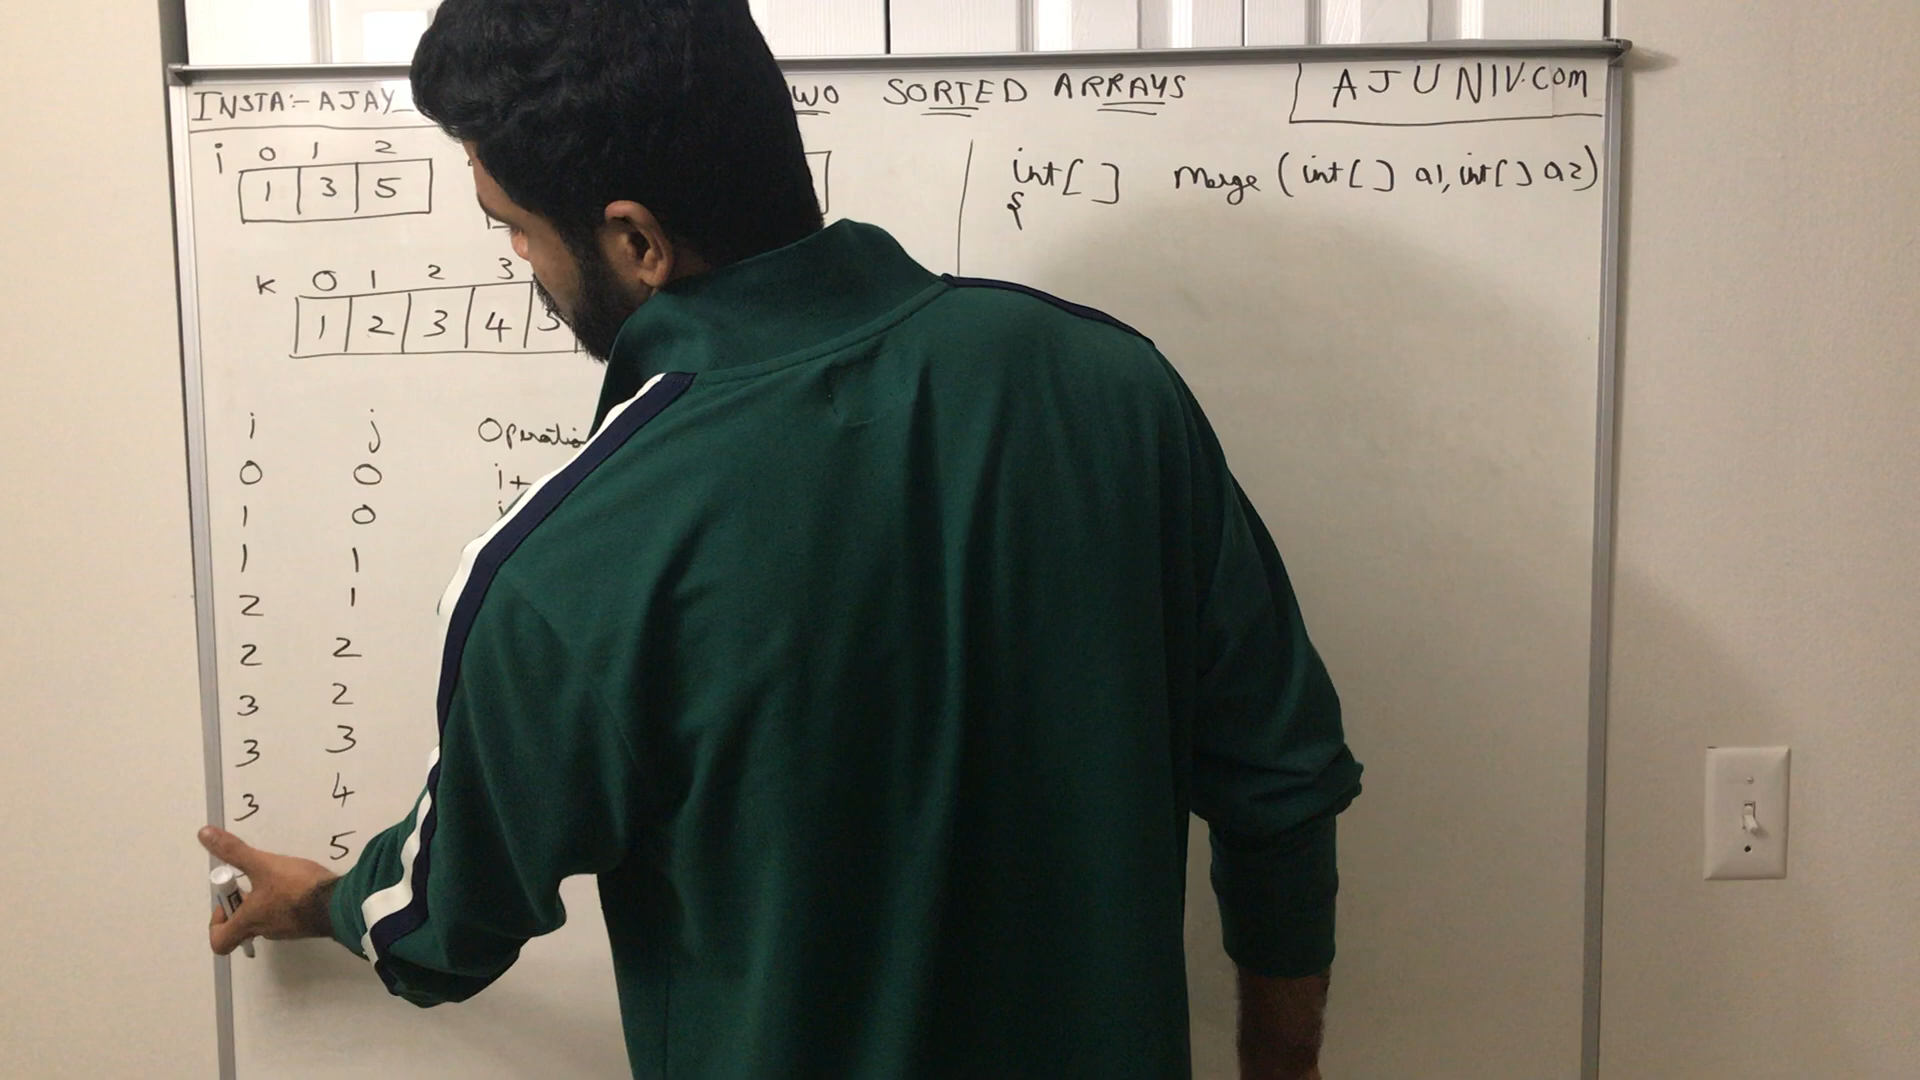 INSTA:- AJAY
WO SORTED ARRAYS
AJUNIV.COM
i 0 1 2
1 3 5
int[] Merge (int[] a1, int[] a2)
{
K 0 1 2 3
1 2 3 4 5
i j Operatio
0 0 i+
1 0
1 1
2 1
2 2
3 2
3 3
3 4
5